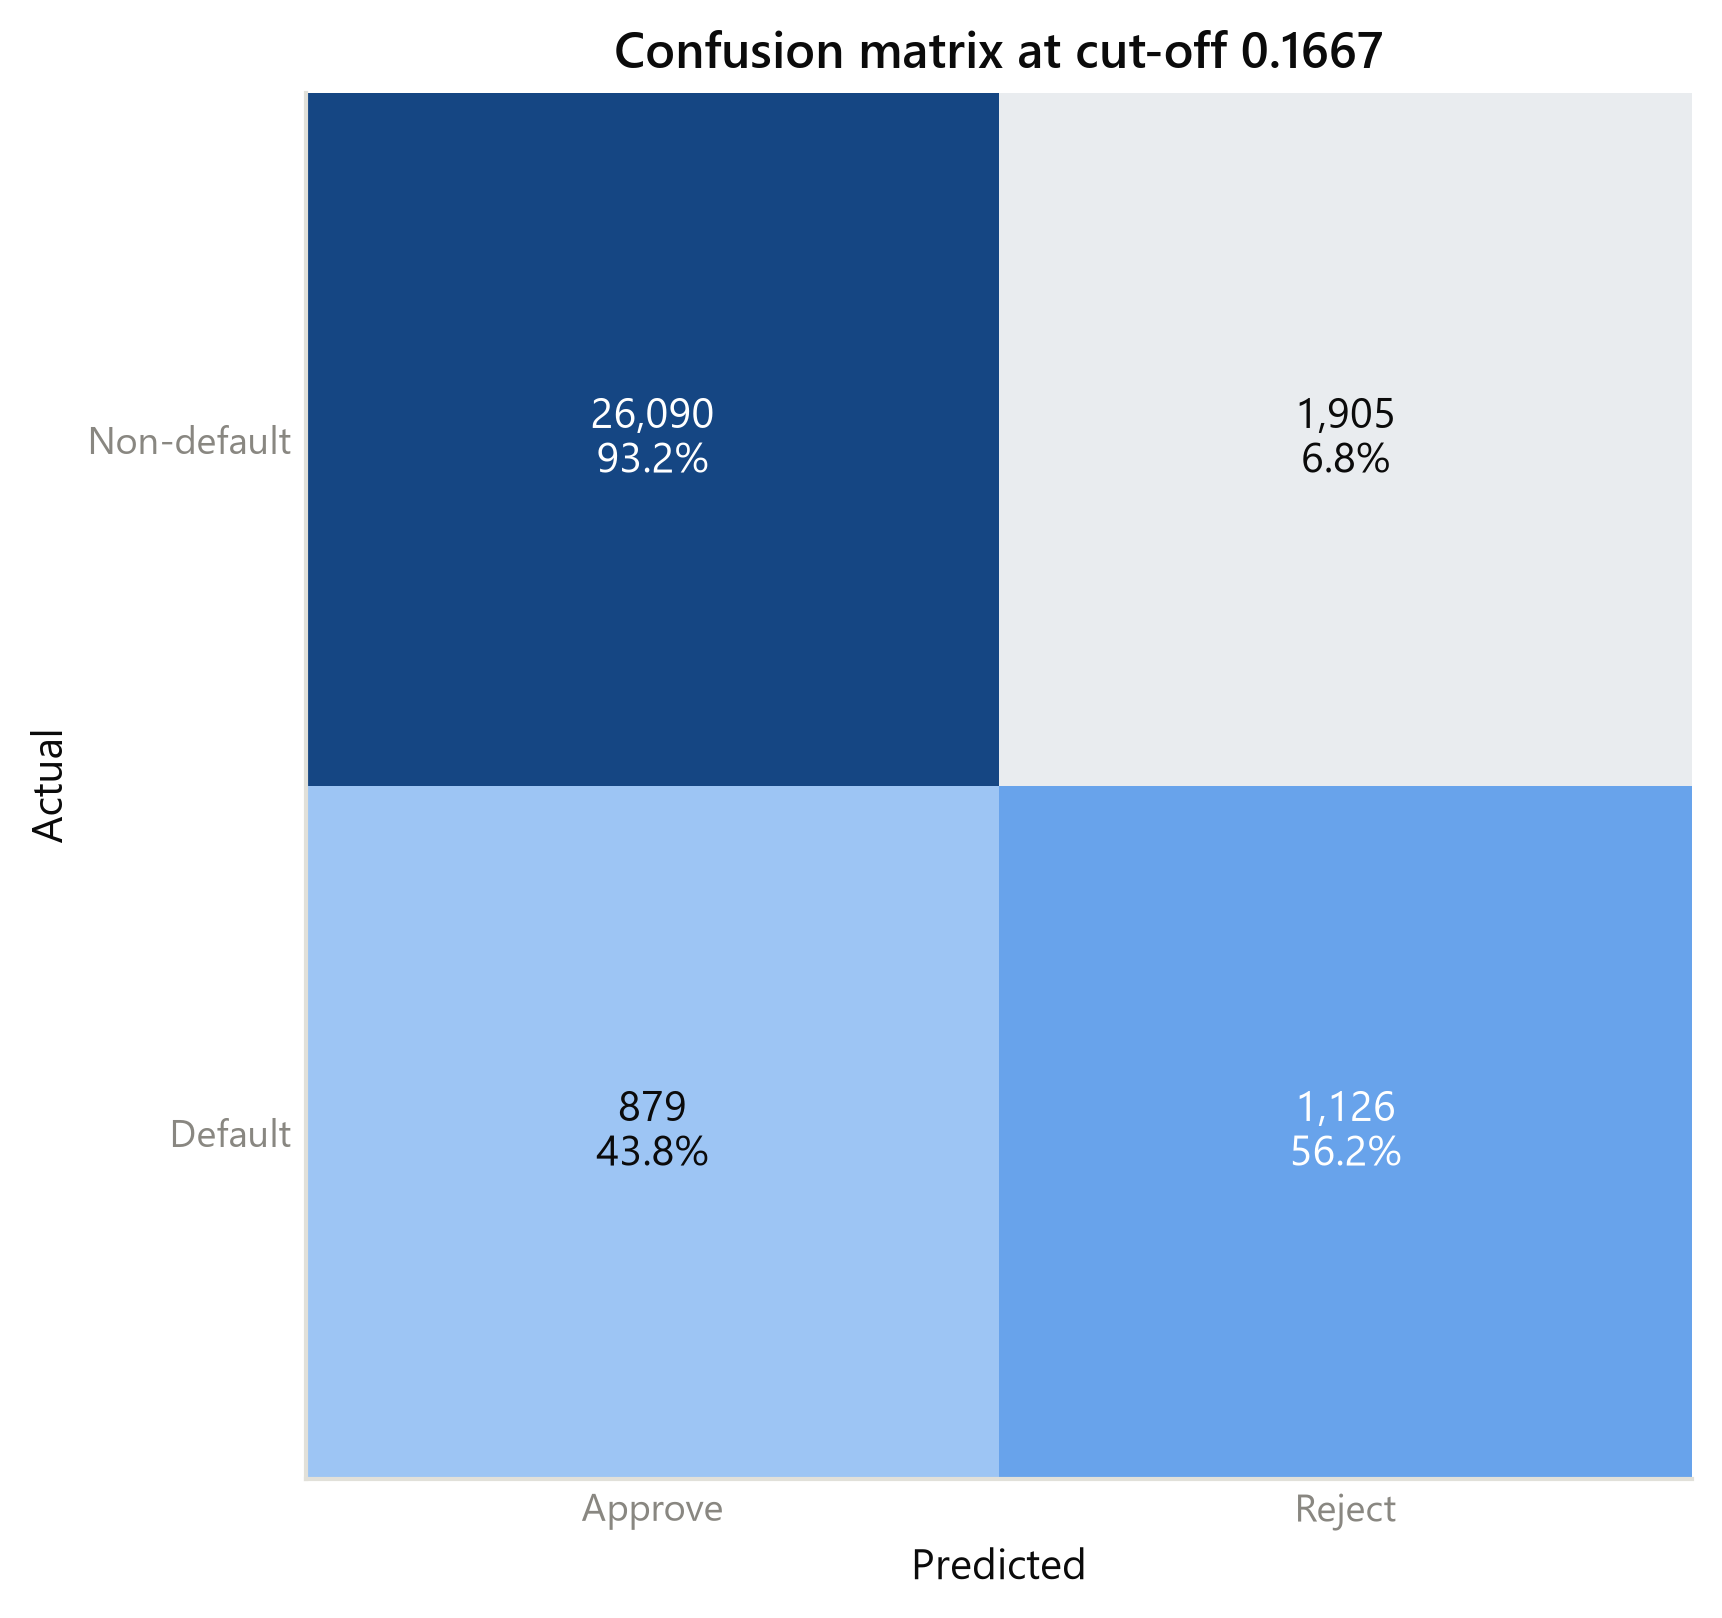 Confusion matrix at cut-off 0.1667
Actual
Non-default
26,090
93.2%
1,905
6.8%
Default
879
43.8%
1,126
56.2%
Approve
Reject
Predicted